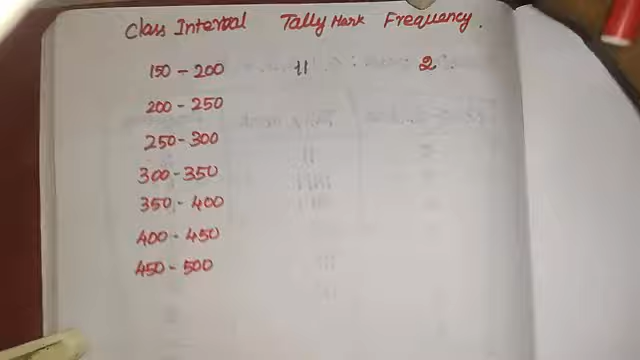 Class Interval Tally Mark Frequency.
150 - 200 || 2
200 - 250
250 - 300
300 - 350
350 - 400
400 - 450
450 - 500